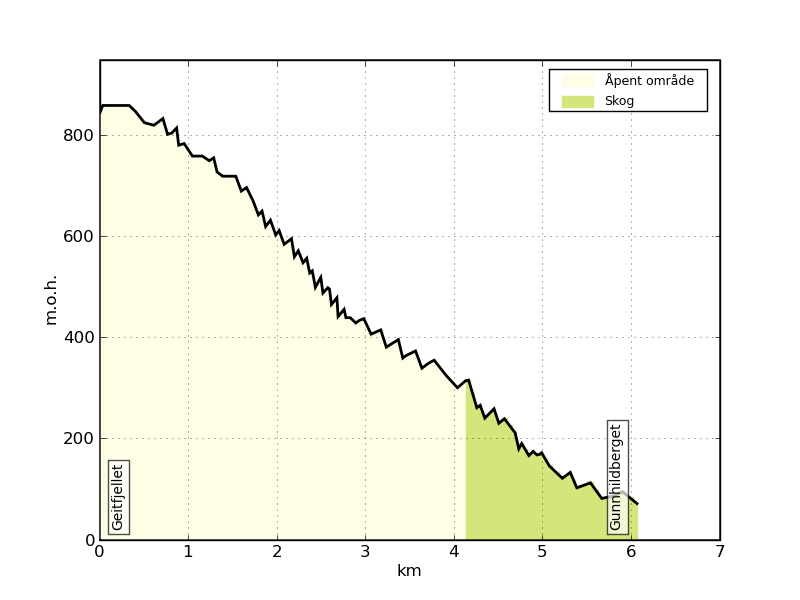 Åpent område
Skog
800
600
400
200
0
m.o.h.
Geitfjellet
Gunnhildberget
0 1 2 3 4 5 6 7
km